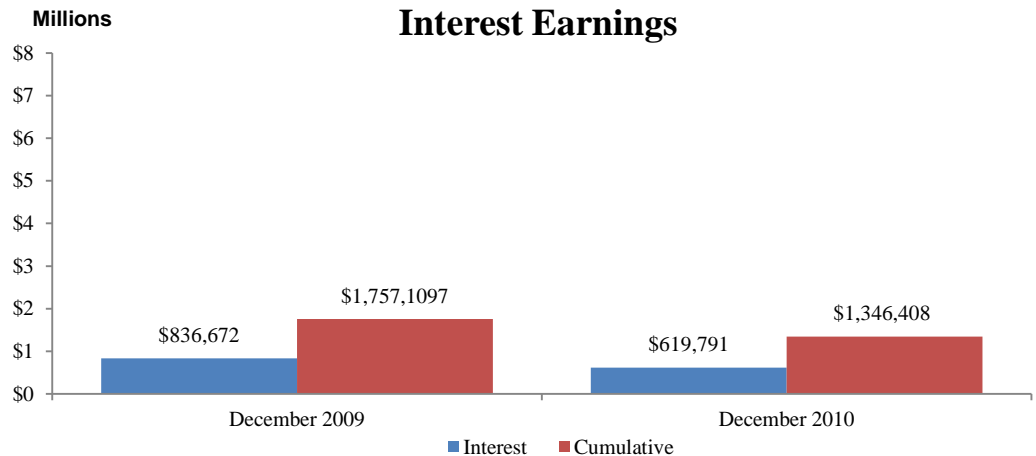 Millions
Interest Earnings
$8
$7
$6
$5
$4
$3
$2
$1
$0
$836,672
$1,757,1097
$619,791
$1,346,408
December 2009
December 2010
Interest
Cumulative